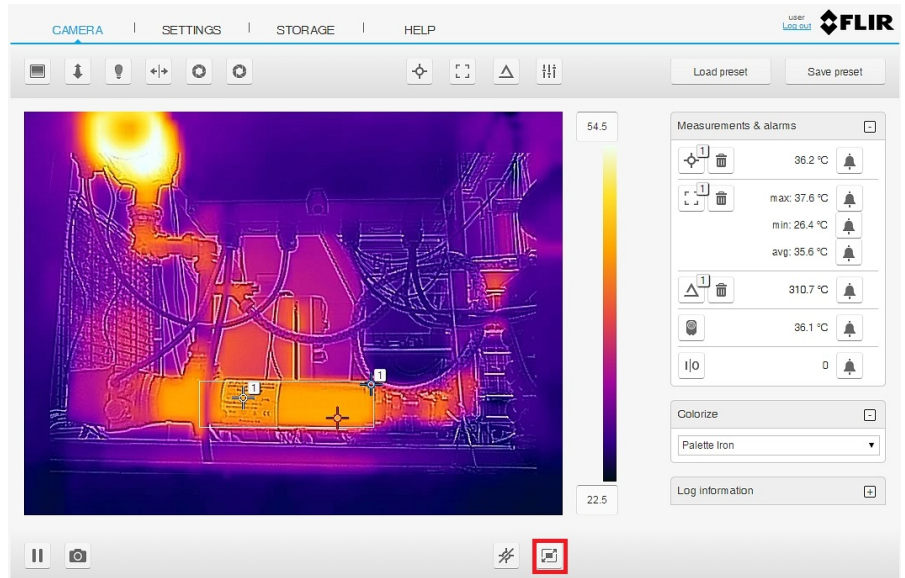 CAMERA | SETTINGS | STORAGE | HELP
user
Log out
FLIR
Load preset
Save preset
54.5
22.5
1
1
Measurements & alarms
1
36.2 °C
1
max: 37.6 °C
min: 26.4 °C
avg: 35.6 °C
1
310.7 °C
36.1 °C
I|O
0
Colorize
Palette Iron
Log information